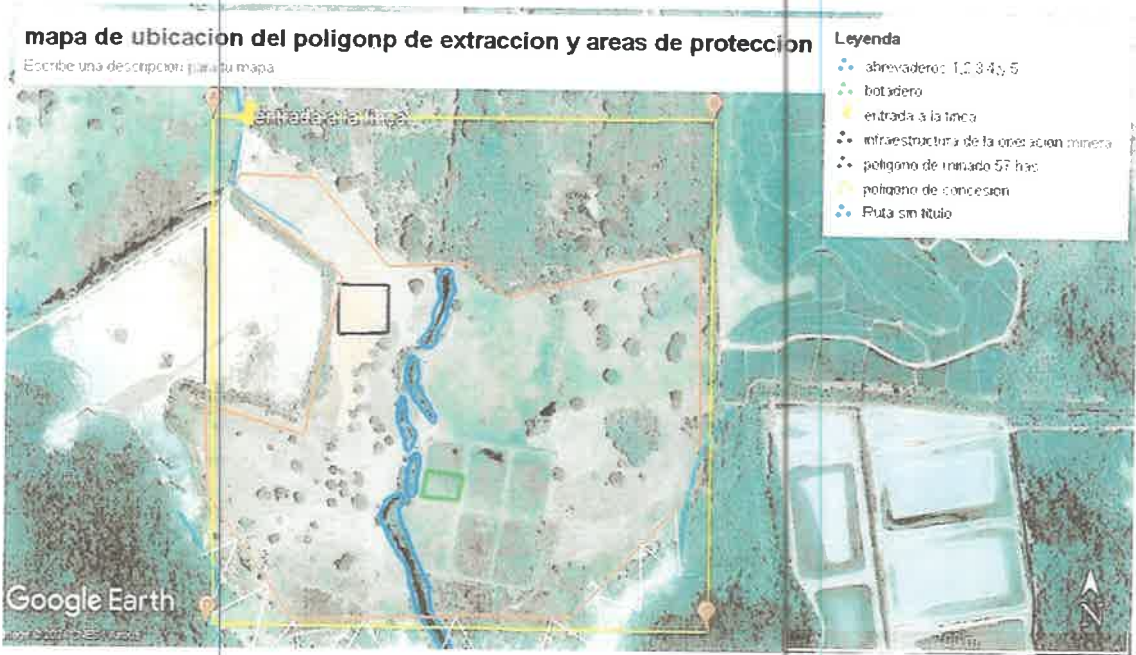 mapa de ubicacion del poligonp de extraccion y areas de proteccion
Escribe una descripción para tu mapa
Leyenda
abrevaderos 1,2 3 4 y 5
botadero
entrada a la finca
infraestructura de la operacion minera
poligono de minado 57 has
poligono de concesion
Ruta sin título
entrada a la finca
Google Earth
N